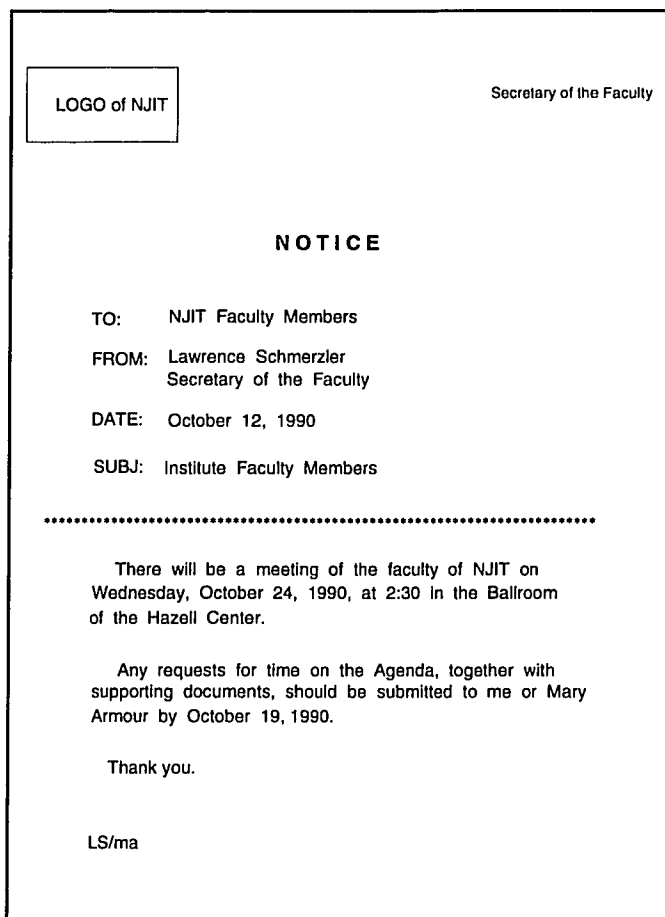 LOGO of NJIT
Secretary of the Faculty
NOTICE
TO: NJIT Faculty Members
FROM: Lawrence Schmerzler
Secretary of the Faculty
DATE: October 12, 1990
SUBJ: Institute Faculty Members
There will be a meeting of the faculty of NJIT on
Wednesday, October 24, 1990, at 2:30 in the Ballroom
of the Hazell Center.
Any requests for time on the Agenda, together with
supporting documents, should be submitted to me or Mary
Armour by October 19, 1990.
Thank you.
LS/ma